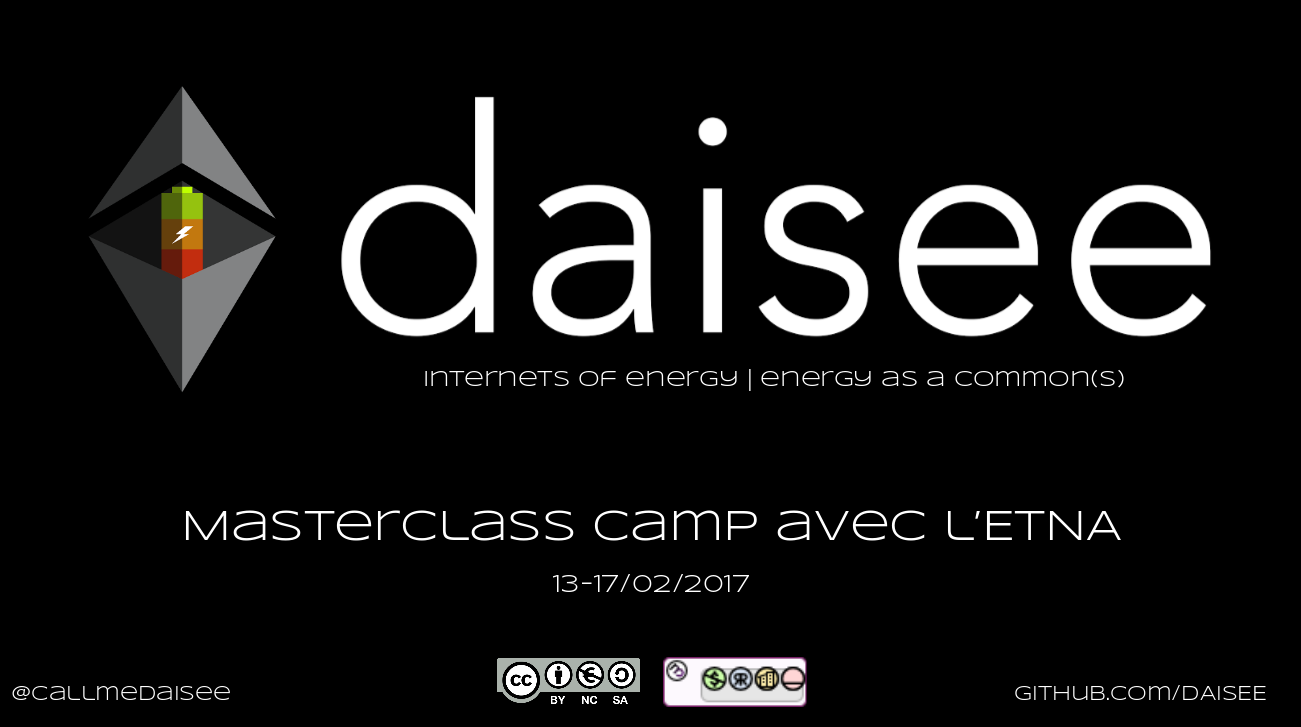 daisee
Internets of energy | energy as a common(s)
Masterclass camp avec l'ETNA
13-17/02/2017
@callmedaisee
cc
BY NC SA
GITHUB.com/DAISEE